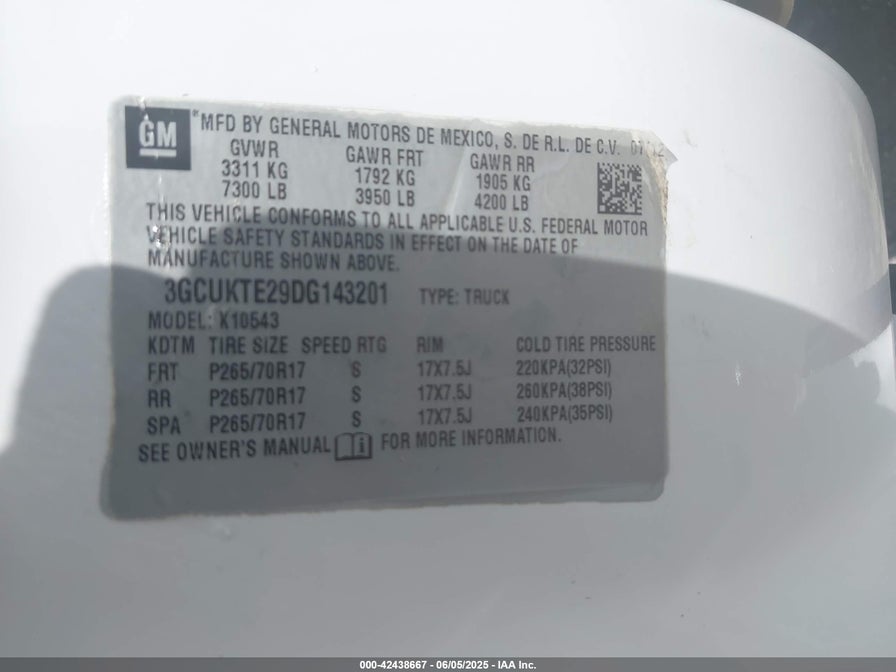 GM
*MFD BY GENERAL MOTORS DE MEXICO, S. DE R.L. DE C.V. 07/12
GVWR GAWR FRT GAWR RR
3311 KG 1792 KG 1905 KG
7300 LB 3950 LB 4200 LB
THIS VEHICLE CONFORMS TO ALL APPLICABLE U.S. FEDERAL MOTOR
VEHICLE SAFETY STANDARDS IN EFFECT ON THE DATE OF
MANUFACTURE SHOWN ABOVE.
3GCUKTE29DG143201 TYPE: TRUCK
MODEL: K10543
KDTM TIRE SIZE SPEED RTG RIM COLD TIRE PRESSURE
FRT P265/70R17 S 17X7.5J 220KPA(32PSI)
RR P265/70R17 S 17X7.5J 260KPA(38PSI)
SPA P265/70R17 S 17X7.5J 240KPA(35PSI)
SEE OWNER'S MANUAL FOR MORE INFORMATION.
000-42438667 - 06/05/2025 - IAA Inc.